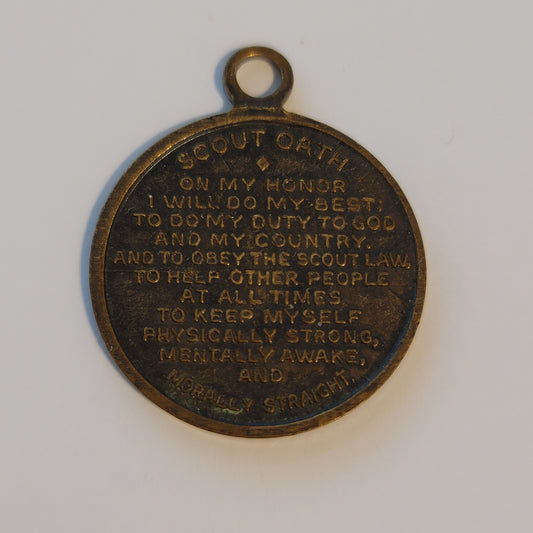 SCOUT OATH
ON MY HONOR
I WILL DO MY BEST:
TO DO MY DUTY TO GOD
AND MY COUNTRY,
AND TO OBEY THE SCOUT LAW,
TO HELP OTHER PEOPLE
AT ALL TIMES
TO KEEP MYSELF
PHYSICALLY STRONG,
MENTALLY AWAKE,
AND
MORALLY STRAIGHT.